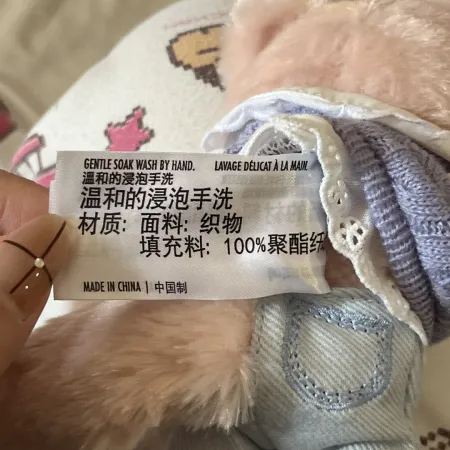 GENTLE SOAK WASH BY HAND. LAVAGE DÉLICAT À LA MAIN.
温和的浸泡手洗
温和的浸泡手洗
材质: 面料: 织物
填充料: 100%聚酯纤
MADE IN CHINA | 中国制